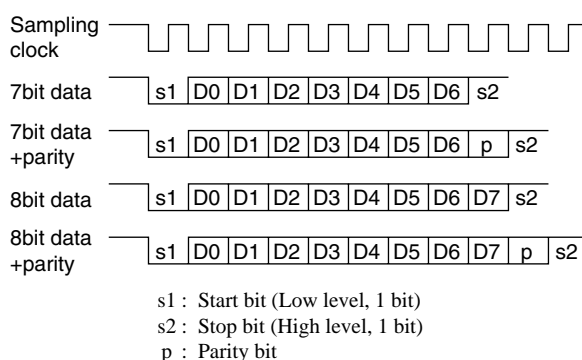 Sampling
clock
7bit data s1 D0 D1 D2 D3 D4 D5 D6 s2
7bit data
+parity s1 D0 D1 D2 D3 D4 D5 D6 p s2
8bit data s1 D0 D1 D2 D3 D4 D5 D6 D7 s2
8bit data
+parity s1 D0 D1 D2 D3 D4 D5 D6 D7 p s2
s1 : Start bit (Low level, 1 bit)
s2 : Stop bit (High level, 1 bit)
p : Parity bit